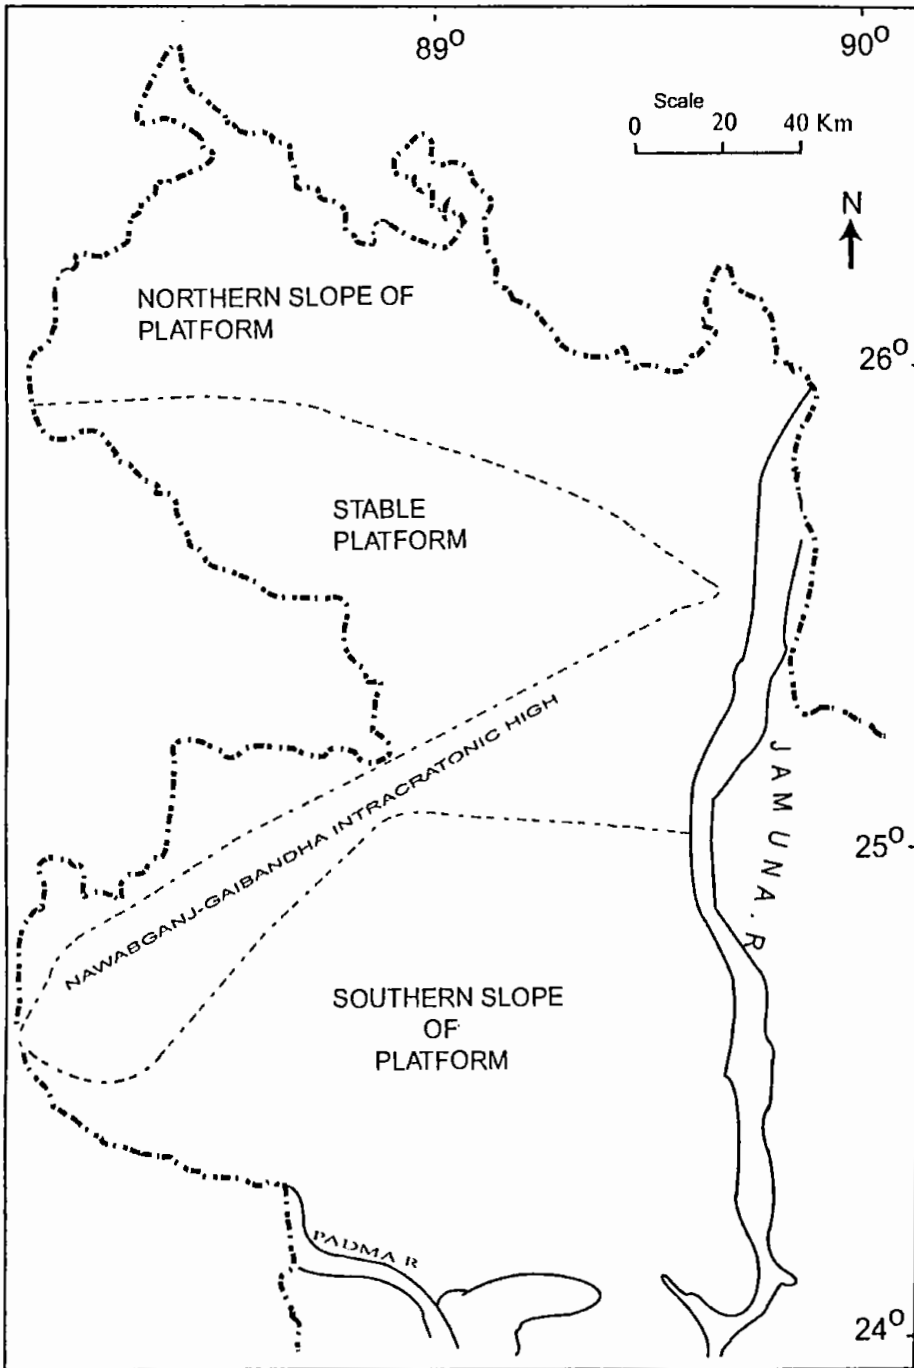 89° 90°
Scale
0 20 40 Km
N
NORTHERN SLOPE OF
PLATFORM
26°
STABLE
PLATFORM
NAWABGANJ-GAIBANDHA INTRACRATONIC HIGH
JAMUNA.R
25°
SOUTHERN SLOPE
OF
PLATFORM
PADMA R
24°